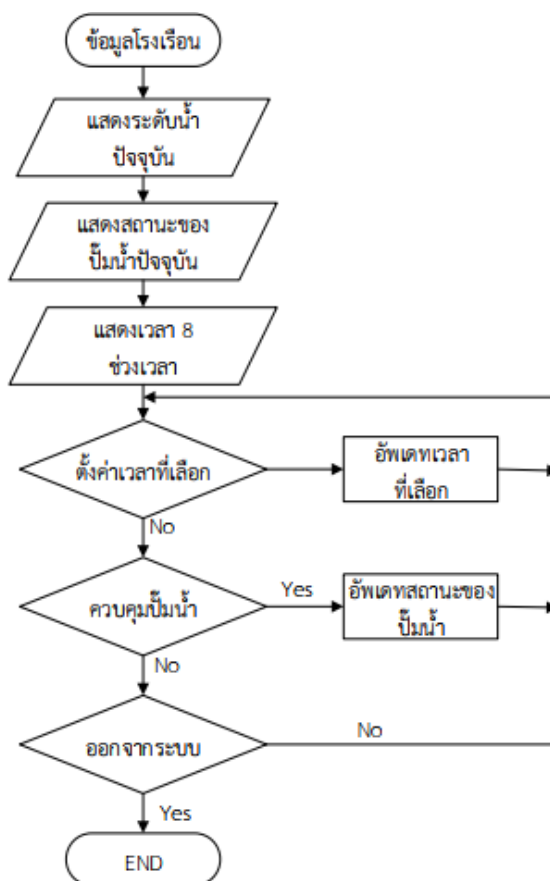 ข้อมูลโรงเรือน
แสดงระดับน้ำ
ปัจจุบัน
แสดงสถานะของ
ปั๊มน้ำปัจจุบัน
แสดงเวลา 8
ช่วงเวลา
ตั้งค่าเวลาที่เลือก
อัพเดทเวลา
ที่เลือก
No
ควบคุมปั๊มน้ำ
Yes
อัพเดทสถานะของ
ปั๊มน้ำ
No
ออกจากระบบ
No
Yes
END